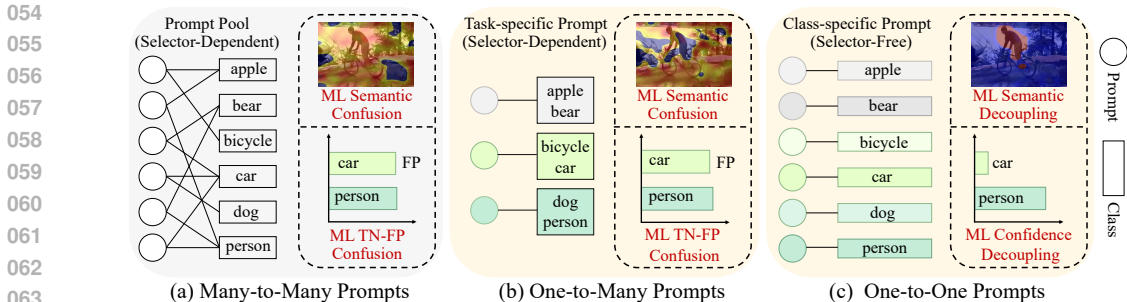 054
055
056
057
058
059
060
061
062
063
Prompt Pool
(Selector-Dependent)
apple
bear
bicycle
car
dog
person
ML Semantic
Confusion
car
FP
person
ML TN-FP
Confusion
(a) Many-to-Many Prompts
Task-specific Prompt
(Selector-Dependent)
apple
bear
bicycle
car
dog
person
ML Semantic
Confusion
car
FP
person
ML TN-FP
Confusion
(b) One-to-Many Prompts
Class-specific Prompt
(Selector-Free)
apple
bear
bicycle
car
dog
person
ML Semantic
Decoupling
car
person
ML Confidence
Decoupling
(c) One-to-One Prompts
Prompt
Class